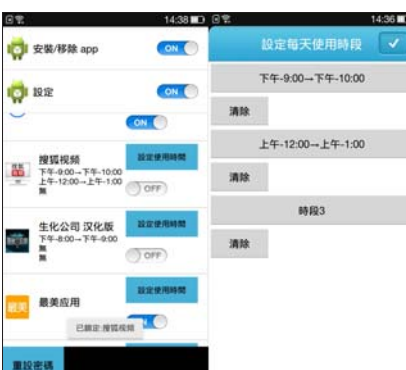 14:38
安裝/移除 app
ON
設定
ON
ON
搜狐视频
下午-9:00→下午-10:00
上午-12:00→上午-1:00
無
設定使用時間
OFF
生化公司 汉化版
下午-8:00→下午-9:00
無
無
設定使用時間
OFF
最美
最美应用
設定使用時間
已鎖定:搜狐视频
重設密碼
14:36
設定每天使用時段
下午-9:00→下午-10:00
清除
上午-12:00→上午-1:00
清除
時段3
清除